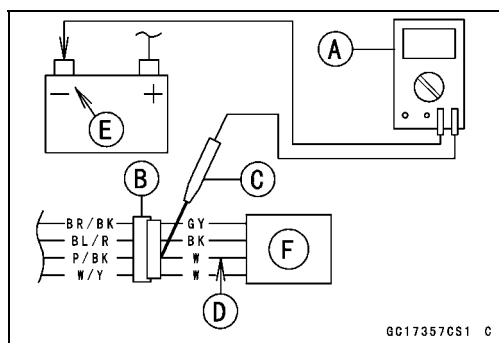 A
− +
E
B
C
BR/BK GY
BL/R BK
P/BK W
W/Y W
F
D
GC17357CS1 C